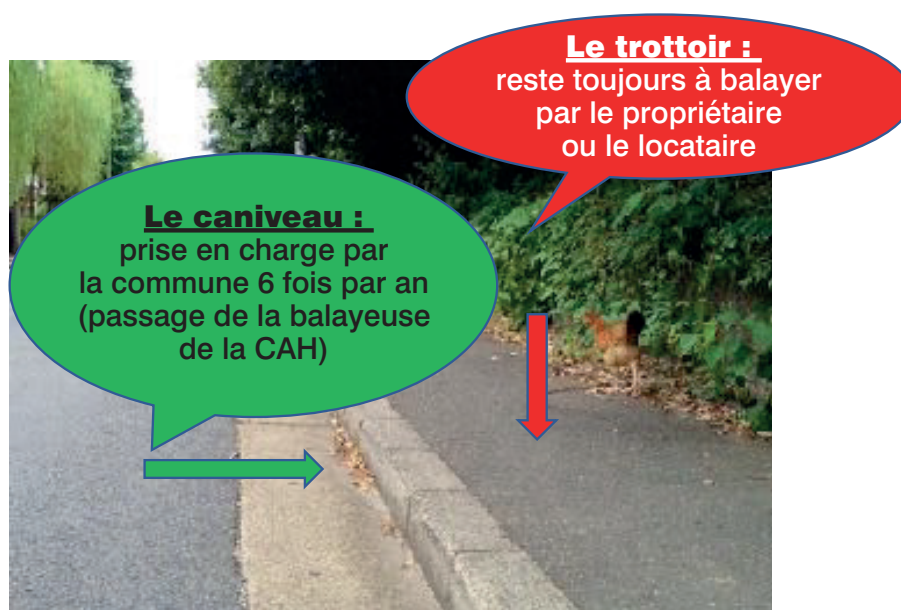 Le trottoir :
reste toujours à balayer
par le propriétaire
ou le locataire
Le caniveau :
prise en charge par
la commune 6 fois par an
(passage de la balayeuse
de la CAH)